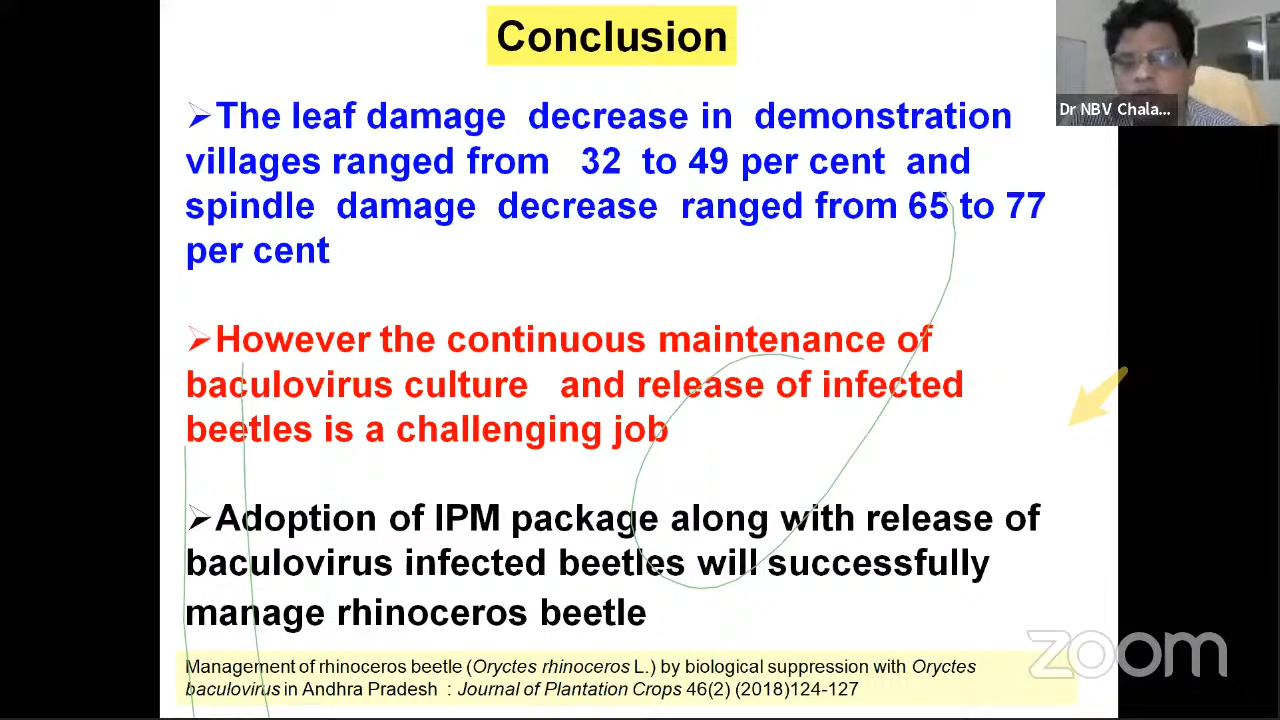 Conclusion
➢The leaf damage decrease in demonstration
villages ranged from 32 to 49 per cent and
spindle damage decrease ranged from 65 to 77
per cent
➢However the continuous maintenance of
baculovirus culture and release of infected
beetles is a challenging job
➢Adoption of IPM package along with release of
baculovirus infected beetles will successfully
manage rhinoceros beetle
Management of rhinoceros beetle (Oryctes rhinoceros L.) by biological suppression with Oryctes
baculovirus in Andhra Pradesh : Journal of Plantation Crops 46(2) (2018)124-127
Dr NBV Chala...
zoom